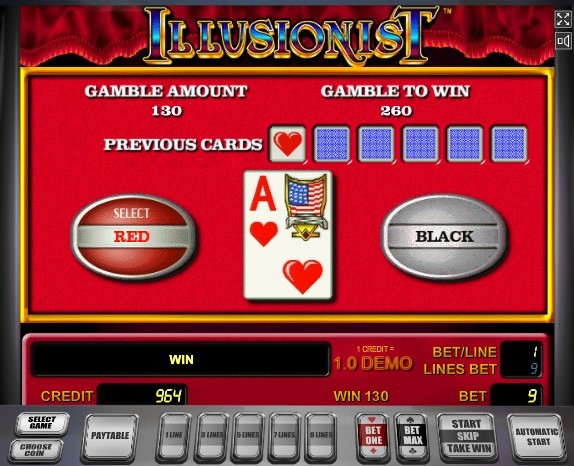 ILLUSIONIST™
GAMBLE AMOUNT
130
GAMBLE TO WIN
260
PREVIOUS CARDS
A
SELECT
RED
BLACK
WIN
1 CREDIT =
1.0 DEMO
BET/LINE
1
LINES BET
9
CREDIT
964
WIN 130
BET
9
SELECT
GAME
CHOOSE
COIN
PAYTABLE
1 LINE
3 LINES
5 LINES
7 LINES
9 LINES
BET
ONE
BET
MAX
START
SKIP
TAKE WIN
AUTOMATIC
START